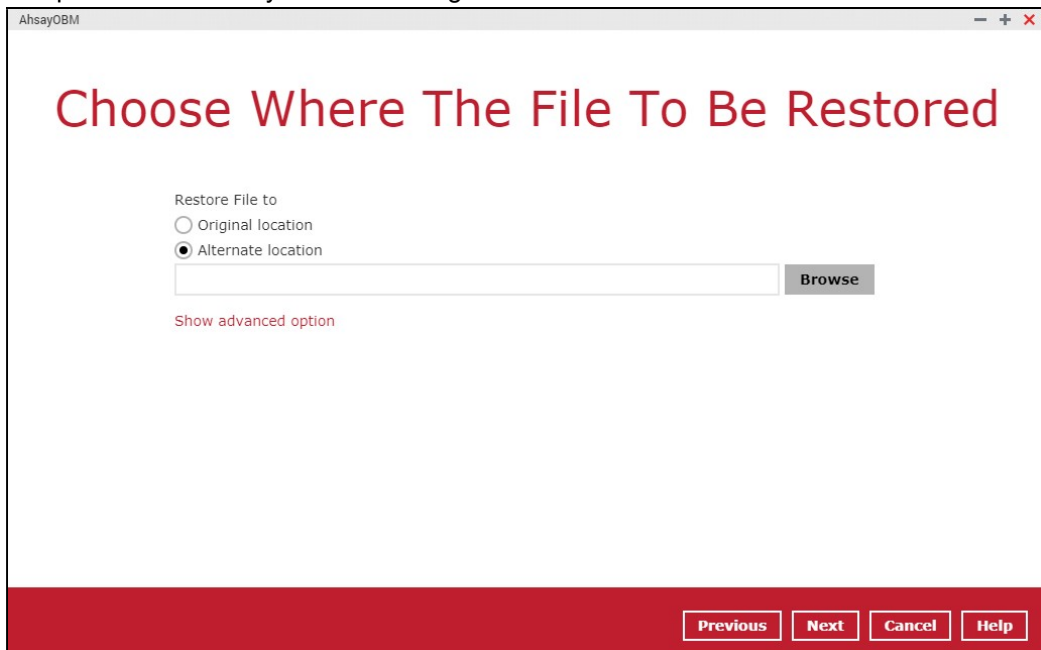 AhsayOBM
Choose Where The File To Be Restored
Restore File to
Original location
Alternate location
Browse
Show advanced option
Previous Next Cancel Help